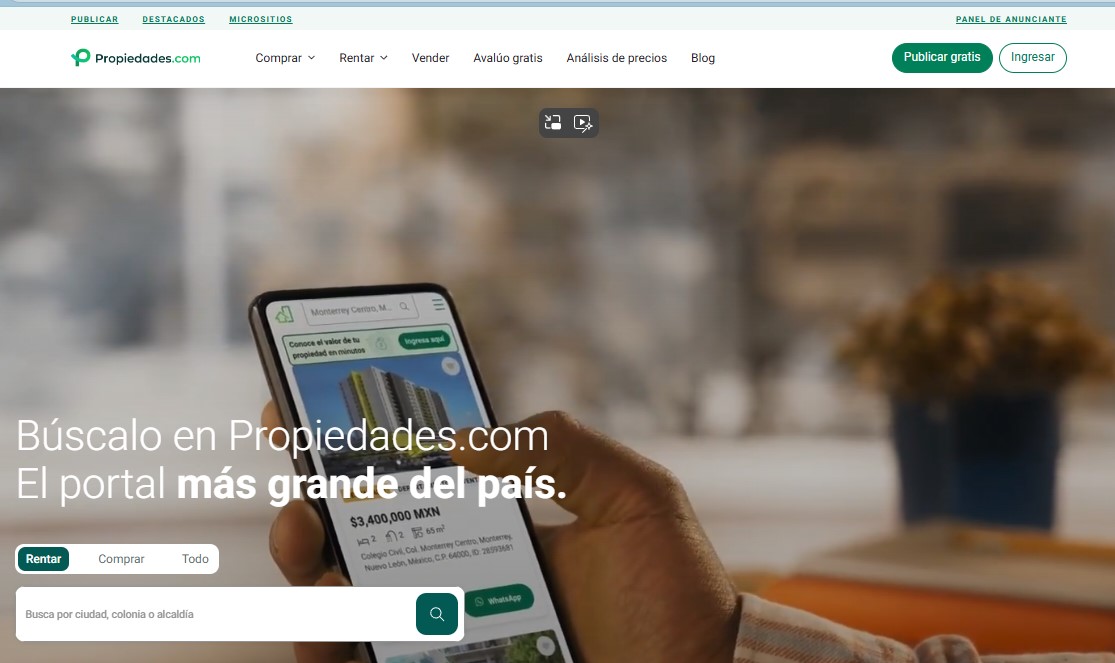 PUBLICAR DESTACADOS MICROSITIOS PANEL DE ANUNCIANTE
Propiedades.com Comprar Rentar Vender Avalúo gratis Análisis de precios Blog Publicar gratis Ingresar
Monterrey Centro, M...
Conoce el valor de tu
propiedad en minutos
Ingresa aquí
Búscalo en Propiedades.com
El portal más grande del país.
$3,400,000 MXN
2 2 65 m²
Colegio Civil, Col. Monterrey Centro, Monterrey,
Nuevo León, México, C.P. 64000, ID: 28593681
WhatsApp
Rentar Comprar Todo
Busca por ciudad, colonia o alcaldía